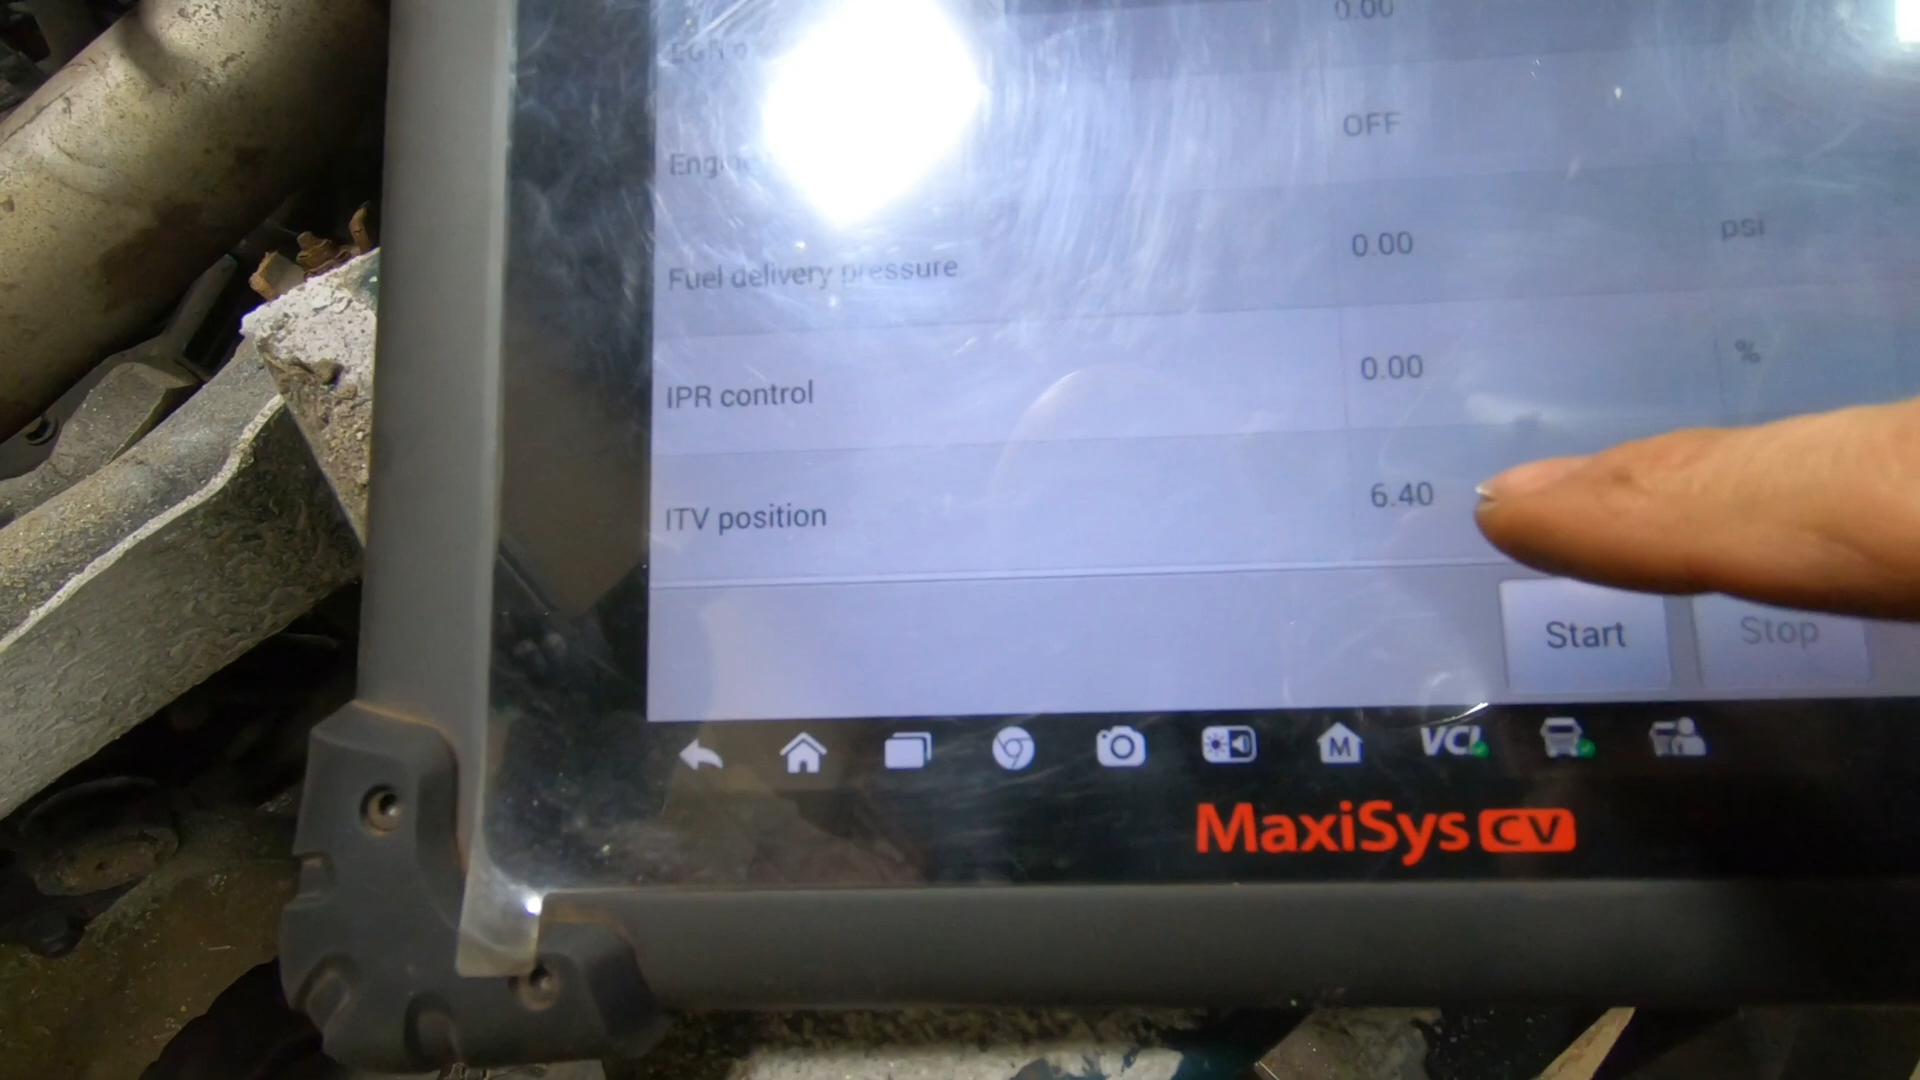 0.00
OFF
Fuel delivery pressure 0.00 psi
IPR control 0.00 %
ITV position 6.40
Start Stop
M VCI
MaxiSys CV